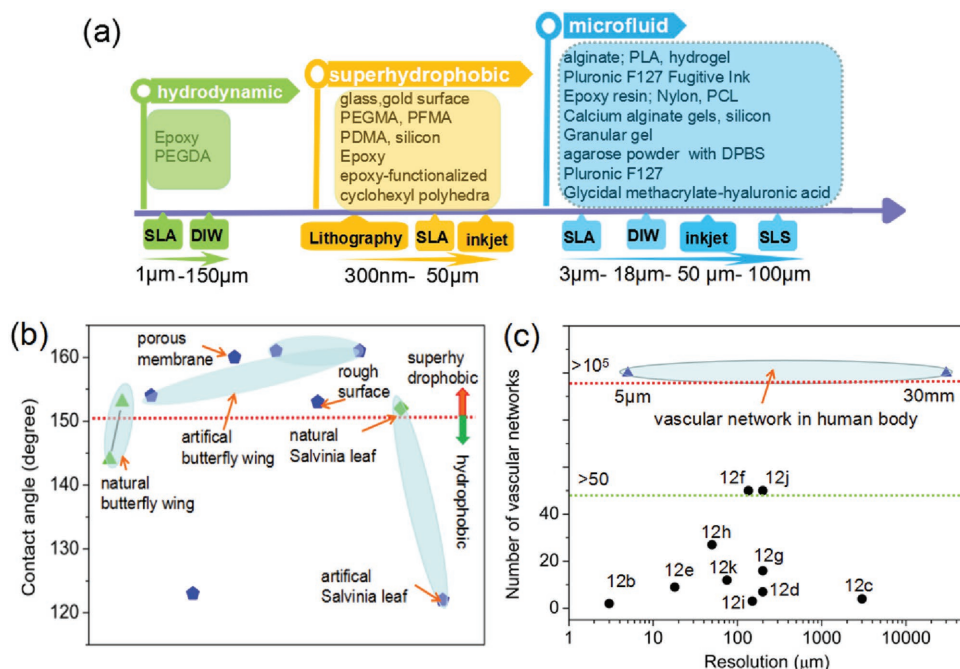 (a)
hydrodynamic
Epoxy
PEGDA
SLA DIW
1μm -150μm
superhydrophobic
glass,gold surface
PEGMA, PFMA
PDMA, silicon
Epoxy
epoxy-functionalized
cyclohexyl polyhedra
Lithography SLA inkjet
300nm- 50μm
microfluid
alginate; PLA, hydrogel
Pluronic F127 Fugitive Ink
Epoxy resin; Nylon, PCL
Calcium alginate gels, silicon
Granular gel
agarose powder with DPBS
Pluronic F127
Glycidal methacrylate-hyaluronic acid
SLA DIW inkjet SLS
3μm- 18μm- 50 μm- 100μm
(b)
Contact angle (degree)
160
150
140
130
120
porous
membrane
rough
surface
superhy
drophobic
hydrophobic
natural
butterfly wing
artifical
butterfly wing
natural
Salvinia leaf
artifical
Salvinia leaf
(c)
Number of vascular networks
>10⁵
>50
40
20
0
5μm
30mm
vascular network in human body
12f 12j
12h
12k 12g
12e
12b
12i 12d
12c
1 10 100 1000 10000
Resolution (μm)